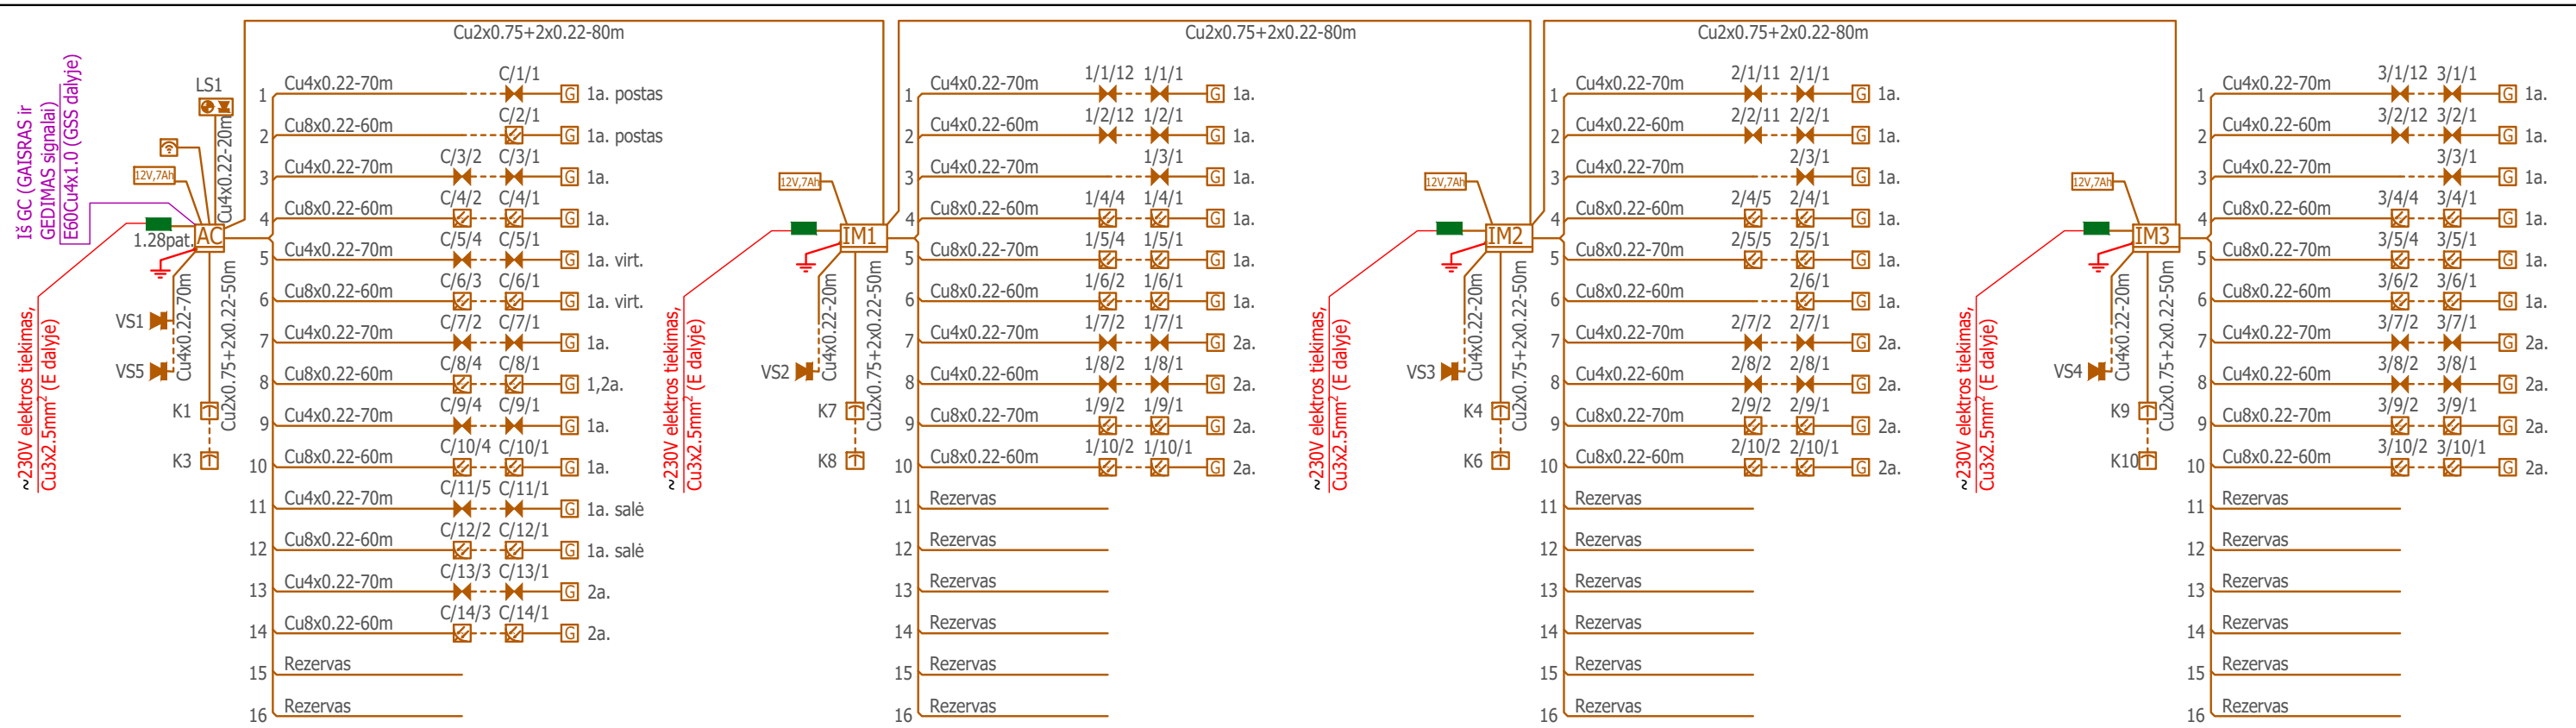 Cu2x0.75+2x0.22-80m
Cu2x0.75+2x0.22-80m
Cu2x0.75+2x0.22-80m
Iš GC (GAISRAS ir
GEDIMAS signalai)
E60Cu4x1.0 (GSS dalyje)
LS1
Cu4x0.22-20m
12V,7Ah
1.28pat.
AC
~230V elektros tiekimas,
Cu3x2.5mm² (E dalyje)
VS1
VS5
Cu4x0.22-70m
K1
K3
Cu2x0.75+2x0.22-50m
1 Cu4x0.22-70m C/1/1 G 1a. postas
2 Cu8x0.22-60m C/2/1 G 1a. postas
3 Cu4x0.22-70m C/3/2 C/3/1 G 1a.
4 Cu8x0.22-60m C/4/2 C/4/1 G 1a.
5 Cu4x0.22-70m C/5/4 C/5/1 G 1a. virt.
6 Cu8x0.22-60m C/6/3 C/6/1 G 1a. virt.
7 Cu4x0.22-70m C/7/2 C/7/1 G 1a.
8 Cu8x0.22-60m C/8/4 C/8/1 G 1,2a.
9 Cu4x0.22-70m C/9/4 C/9/1 G 1a.
10 Cu8x0.22-60m C/10/4 C/10/1 G 1a.
11 Cu4x0.22-70m C/11/5 C/11/1 G 1a. salė
12 Cu8x0.22-60m C/12/2 C/12/1 G 1a. salė
13 Cu4x0.22-70m C/13/3 C/13/1 G 2a.
14 Cu8x0.22-60m C/14/3 C/14/1 G 2a.
15 Rezervas
16 Rezervas
12V,7Ah
IM1
~230V elektros tiekimas,
Cu3x2.5mm² (E dalyje)
VS2
Cu4x0.22-20m
K7
K8
Cu2x0.75+2x0.22-50m
1 Cu4x0.22-70m 1/1/12 1/1/1 G 1a.
2 Cu4x0.22-60m 1/2/12 1/2/1 G 1a.
3 Cu4x0.22-70m 1/3/1 G 1a.
4 Cu8x0.22-60m 1/4/4 1/4/1 G 1a.
5 Cu8x0.22-70m 1/5/4 1/5/1 G 1a.
6 Cu8x0.22-60m 1/6/2 1/6/1 G 1a.
7 Cu4x0.22-70m 1/7/2 1/7/1 G 2a.
8 Cu4x0.22-60m 1/8/2 1/8/1 G 2a.
9 Cu8x0.22-70m 1/9/2 1/9/1 G 2a.
10 Cu8x0.22-60m 1/10/2 1/10/1 G 2a.
11 Rezervas
12 Rezervas
13 Rezervas
14 Rezervas
15 Rezervas
16 Rezervas
12V,7Ah
IM2
~230V elektros tiekimas,
Cu3x2.5mm² (E dalyje)
VS3
Cu4x0.22-20m
K4
K6
Cu2x0.75+2x0.22-50m
1 Cu4x0.22-70m 2/1/11 2/1/1 G 1a.
2 Cu4x0.22-60m 2/2/11 2/2/1 G 1a.
3 Cu4x0.22-70m 2/3/1 G 1a.
4 Cu8x0.22-60m 2/4/5 2/4/1 G 1a.
5 Cu8x0.22-70m 2/5/5 2/5/1 G 1a.
6 Cu8x0.22-60m 2/6/1 G 1a.
7 Cu4x0.22-70m 2/7/2 2/7/1 G 2a.
8 Cu4x0.22-60m 2/8/2 2/8/1 G 2a.
9 Cu8x0.22-70m 2/9/2 2/9/1 G 2a.
10 Cu8x0.22-60m 2/10/2 2/10/1 G 2a.
11 Rezervas
12 Rezervas
13 Rezervas
14 Rezervas
15 Rezervas
16 Rezervas
12V,7Ah
IM3
~230V elektros tiekimas,
Cu3x2.5mm² (E dalyje)
VS4
Cu4x0.22-20m
K9
K10
Cu2x0.75+2x0.22-50m
1 Cu4x0.22-70m 3/1/12 3/1/1 G 1a.
2 Cu4x0.22-60m 3/2/12 3/2/1 G 1a.
3 Cu4x0.22-70m 3/3/1 G 1a.
4 Cu8x0.22-60m 3/4/4 3/4/1 G 1a.
5 Cu8x0.22-70m 3/5/4 3/5/1 G 1a.
6 Cu8x0.22-60m 3/6/2 3/6/1 G 1a.
7 Cu4x0.22-70m 3/7/2 3/7/1 G 2a.
8 Cu4x0.22-60m 3/8/2 3/8/1 G 2a.
9 Cu8x0.22-70m 3/9/2 3/9/1 G 2a.
10 Cu8x0.22-60m 3/10/2 3/10/1 G 2a.
11 Rezervas
12 Rezervas
13 Rezervas
14 Rezervas
15 Rezervas
16 Rezervas